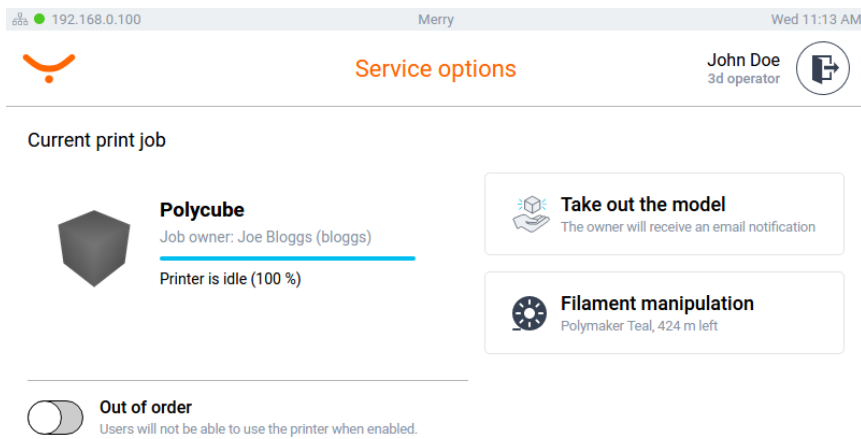 192.168.0.100 Merry Wed 11:13 AM
Service options
John Doe
3d operator
Current print job
Polycube
Job owner: Joe Bloggs (bloggs)
Printer is idle (100 %)
Take out the model
The owner will receive an email notification
Filament manipulation
Polymaker Teal, 424 m left
Out of order
Users will not be able to use the printer when enabled.